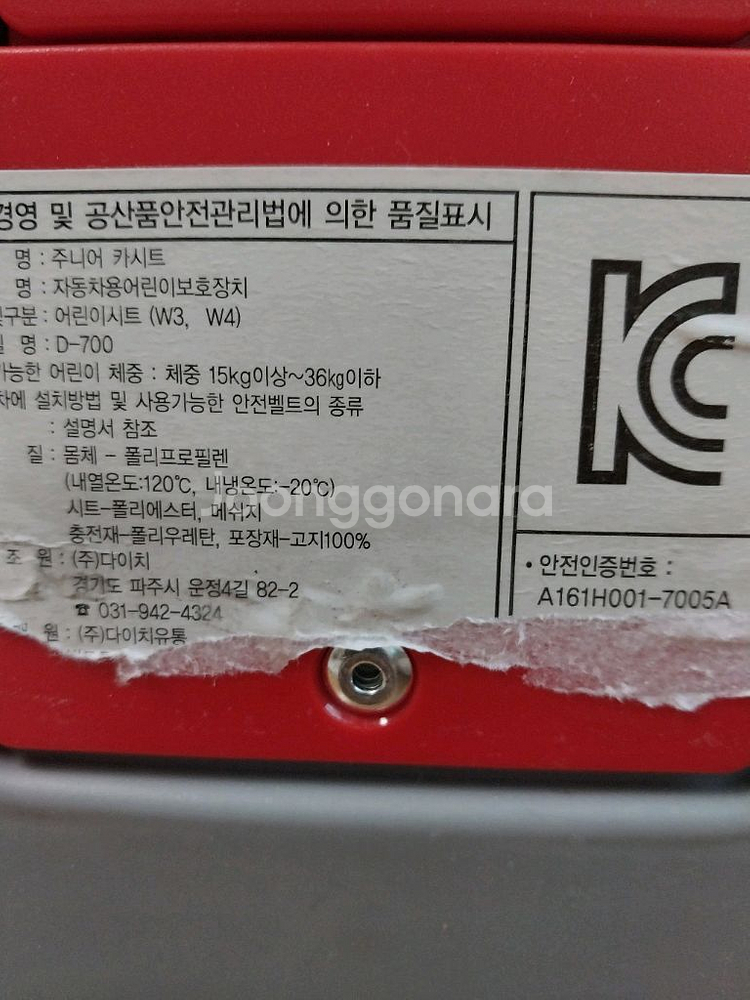 경영 및 공산품안전관리법에 의한 품질표시
명 : 주니어 카시트
명 : 자동차용어린이보호장치
구분 : 어린이시트 (W3, W4)
명 : D-700
가능한 어린이 체중 : 체중 15kg이상~36kg이하
차에 설치방법 및 사용가능한 안전벨트의 종류
: 설명서 참조
질 : 몸체 - 폴리프로필렌
(내열온도:120℃, 내냉온도:-20℃)
시트-폴리에스터, 메쉬지
충전재-폴리우레탄, 포장재-고지100%
조 원 : (주)다이치
경기도 파주시 운정4길 82-2
☎ 031-942-4324
원 : (주)다이치유통
KC
• 안전인증번호 :
A161H001-7005A
Joonggonara